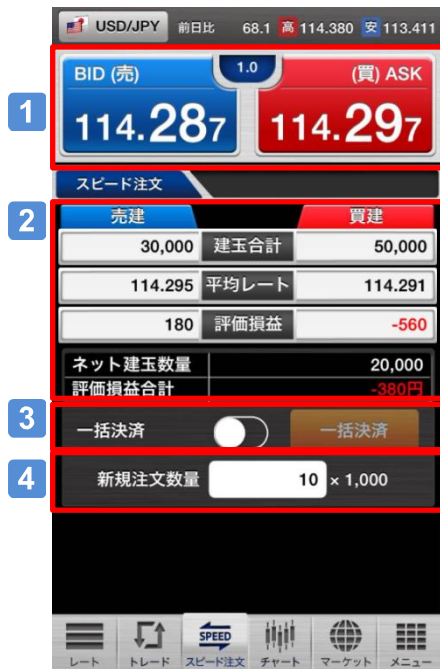 USD/JPY 前日比 68.1 高 114.380 安 113.411
1
BID (売) 1.0 (買) ASK
114.287 114.297
スピード注文
2
売建 買建
30,000 建玉合計 50,000
114.295 平均レート 114.291
180 評価損益 -560
ネット建玉数量 20,000
評価損益合計 -380円
3
一括決済 一括決済
4
新規注文数量 10 × 1,000
SPEED
レート トレード スピード注文 チャート マーケット メニュー